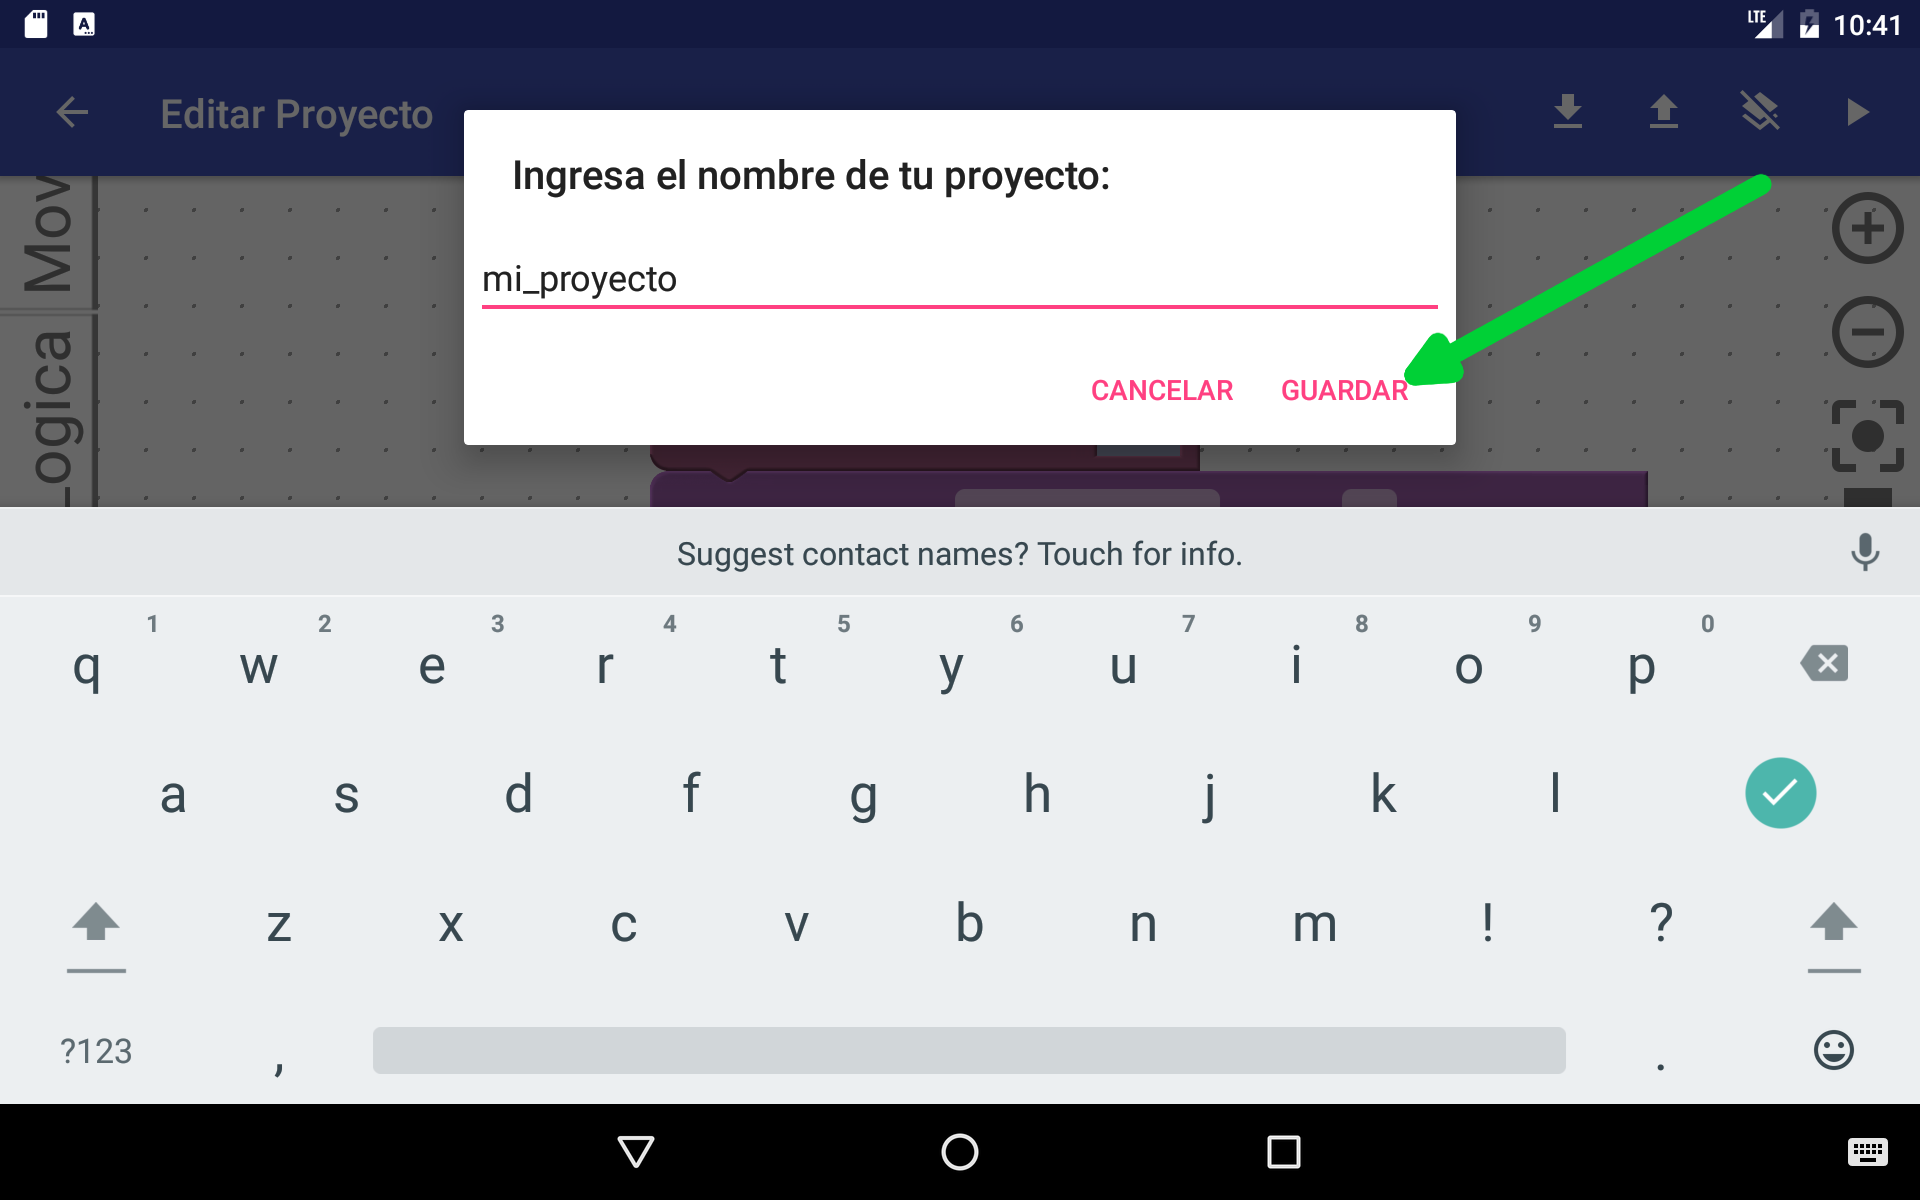 LTE 10:41
Editar Proyecto
Ingresa el nombre de tu proyecto:
mi_proyecto
CANCELAR GUARDAR
Mov
Logica
Suggest contact names? Touch for info.
1 2 3 4 5 6 7 8 9 0
q w e r t y u i o p
a s d f g h j k l
z x c v b n m ! ?
?123 , .